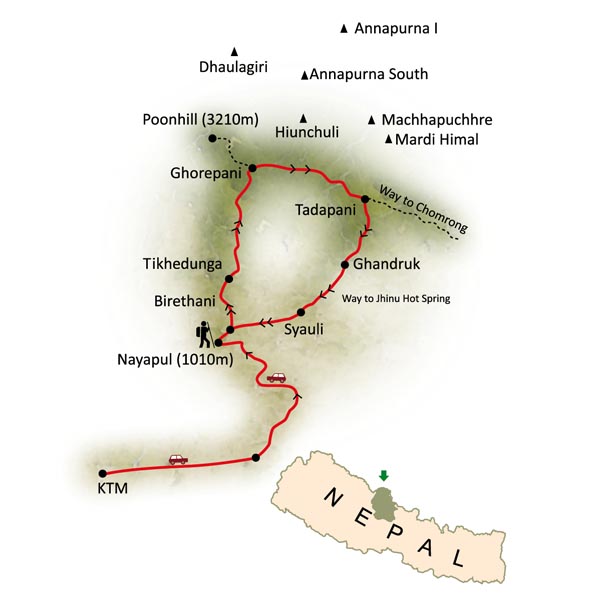 Annapurna I
Dhaulagiri
Annapurna South
Poonhill (3210m)
Hiunchuli
Machhapuchhre
Mardi Himal
Ghorepani
Tadapani
Way to Chomrong
Tikhedunga
Ghandruk
Birethani
Way to Jhinu Hot Spring
Syauli
Nayapul (1010m)
KTM
NEPAL